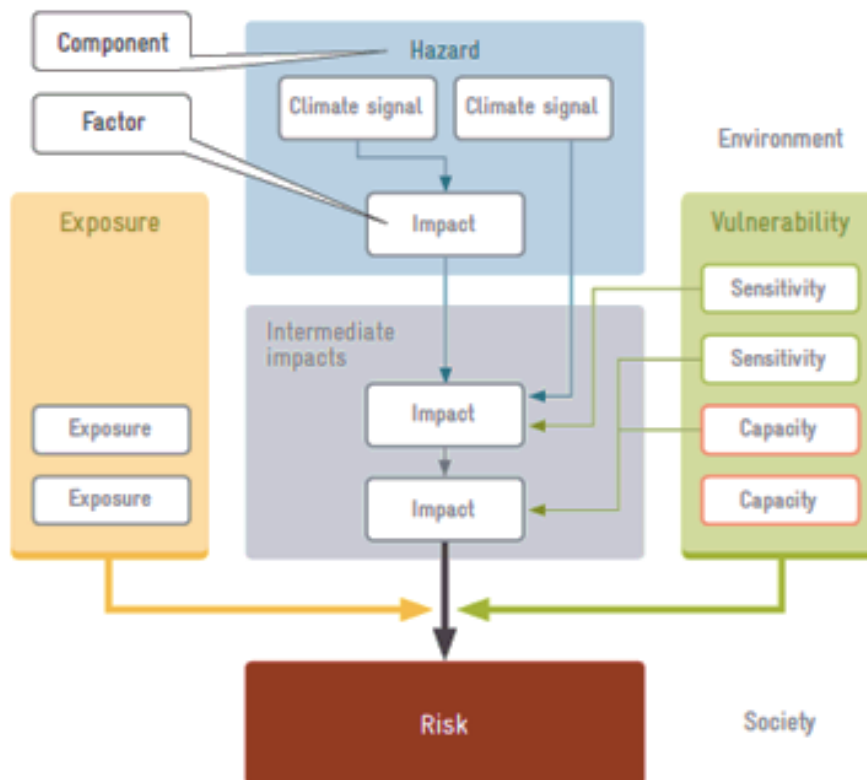 Component
Hazard
Climate signal
Climate signal
Factor
Environment
Exposure
Impact
Vulnerability
Sensitivity
Intermediate
impacts
Sensitivity
Exposure
Impact
Capacity
Exposure
Impact
Capacity
Risk
Society